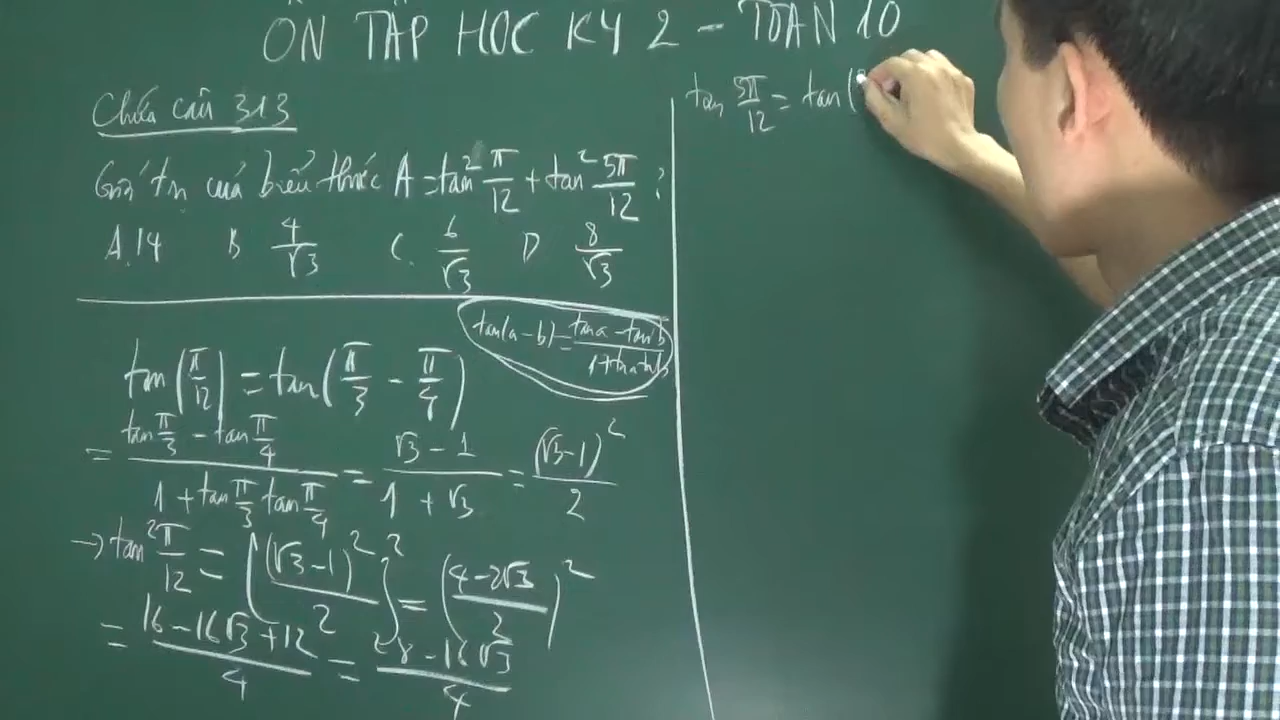 ÔN TẬP HỌC KỲ 2 - TOÁN 10
Chữa câu 313
Giá trị của biểu thức A = tan² π/12 + tan² 5π/12 ?
A. 14 B 4/√3 C. 6/√3 D 8/√3
tan(a - b) = (tan a - tan b)/(1 + tan a tan b)
tan(π/12) = tan(π/3 - π/4)
= (tan π/3 - tan π/4)/(1 + tan π/3 tan π/4) = (√3 - 1)/(1 + √3) = (√3-1)²/2
→ tan² π/12 = ((√3-1)²/2)² = ((4-2√3)/2)²
= (16 - 16√3 + 12)/4 = (28 - 16√3)/4
tan 5π/12 = tan(